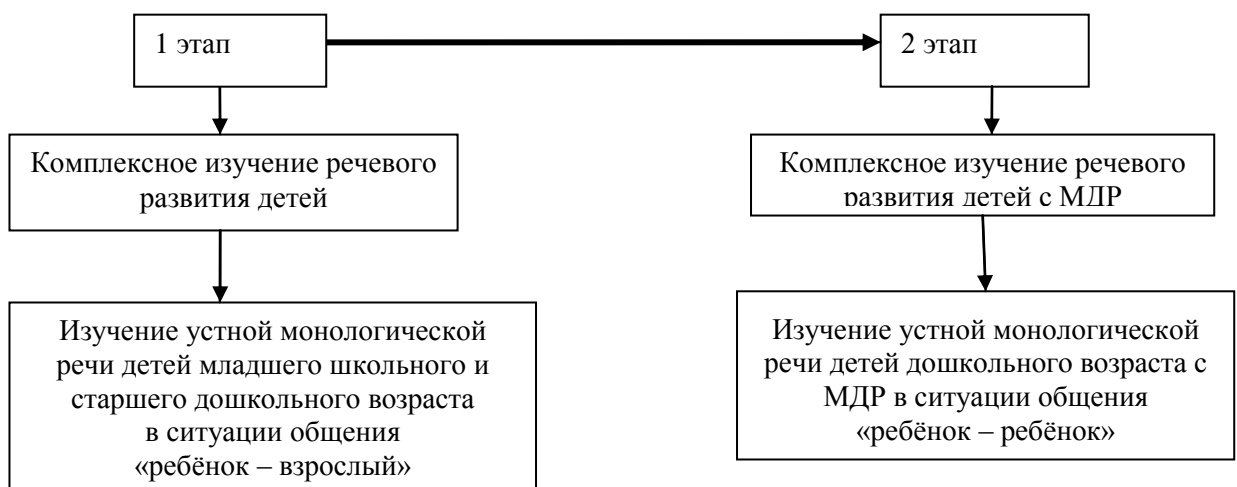 1 этап
2 этап
Комплексное изучение речевого
развития детей
Комплексное изучение речевого
развития детей с МДР
Изучение устной монологической
речи детей младшего школьного и
старшего дошкольного возраста
в ситуации общения
«ребёнок – взрослый»
Изучение устной монологической
речи детей дошкольного возраста с
МДР в ситуации общения
«ребёнок – ребёнок»